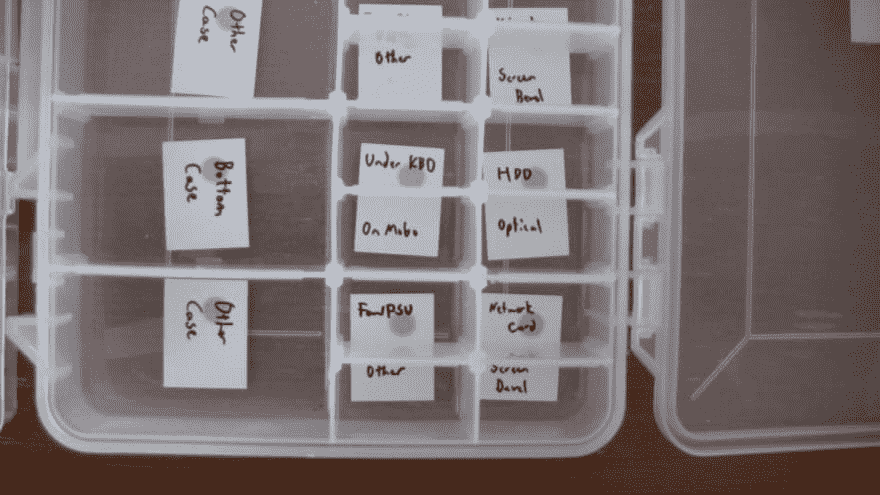 Other
Case
Other
Screen
Bezel
Bottom
Case
Under KBD
On Mobo
HDD
Optical
Other
Case
Fan/PSU
Other
Network
Card
Screen